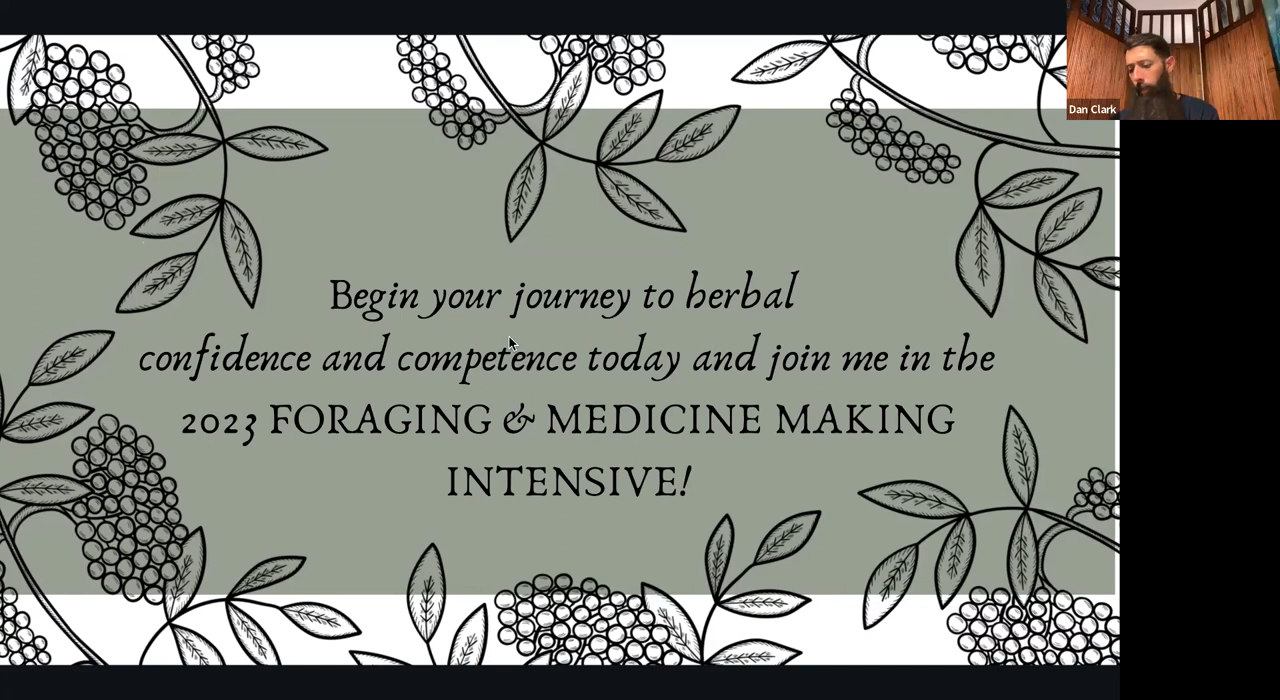 Dan Clark
Begin your journey to herbal
confidence and competence today and join me in the
2023 FORAGING & MEDICINE MAKING
INTENSIVE!